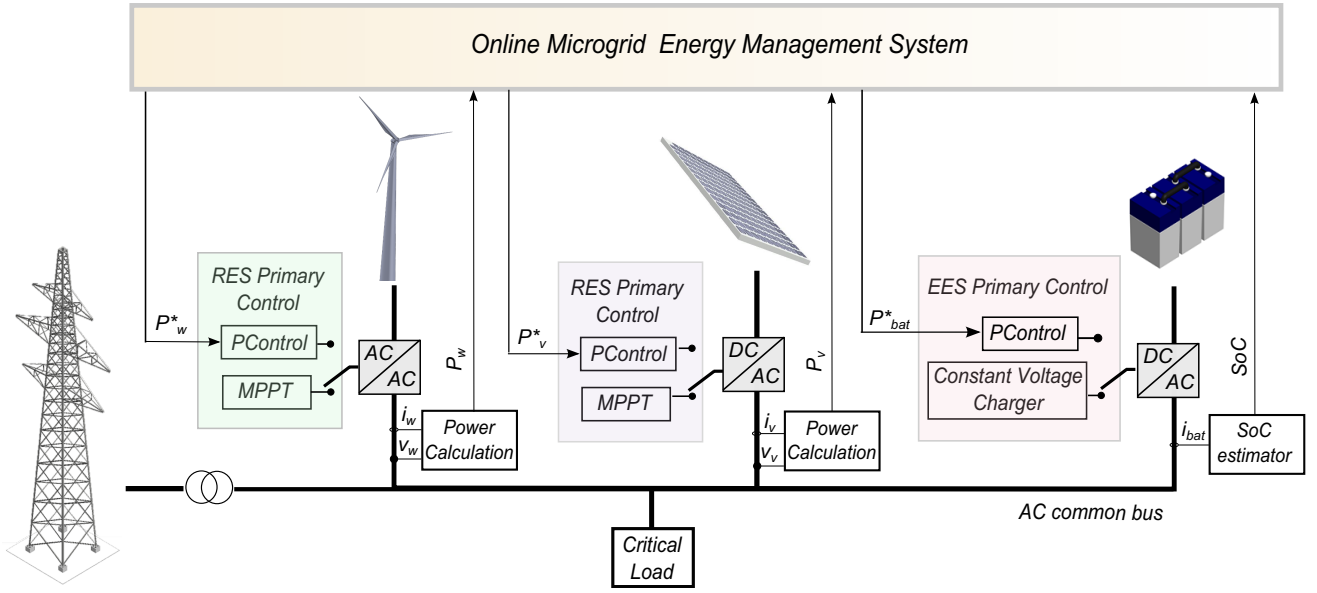 Online Microgrid Energy Management System
RES Primary
Control
P*w
PControl
MPPT
AC
AC
Pw
iw
vw
Power
Calculation
RES Primary
Control
P*v
PControl
MPPT
DC
AC
Pv
iv
vv
Power
Calculation
EES Primary Control
P*bat
PControl
Constant Voltage
Charger
DC
AC
SoC
ibat
SoC
estimator
AC common bus
Critical
Load